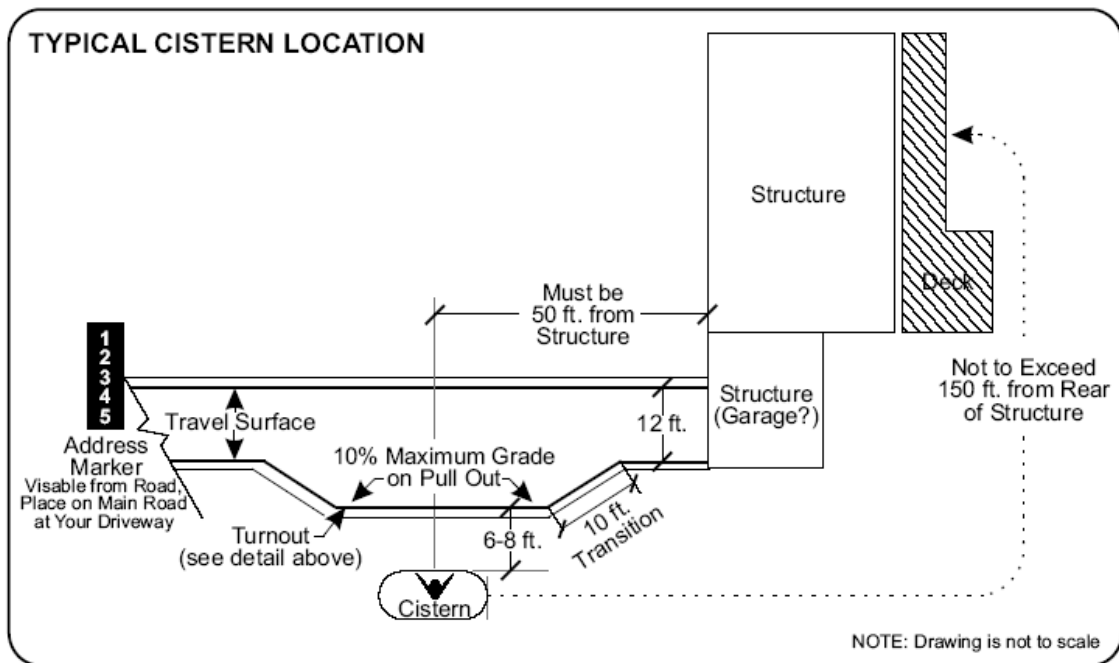 TYPICAL CISTERN LOCATION
Structure
Deck
Must be
50 ft. from
Structure
1
2
3
4
5
Address
Marker
Visable from Road,
Place on Main Road
at Your Driveway
Travel Surface
10% Maximum Grade
on Pull Out
12 ft.
Structure
(Garage?)
Not to Exceed
150 ft. from Rear
of Structure
Turnout
(see detail above)
6-8 ft.
10 ft.
Transition
Cistern
NOTE: Drawing is not to scale